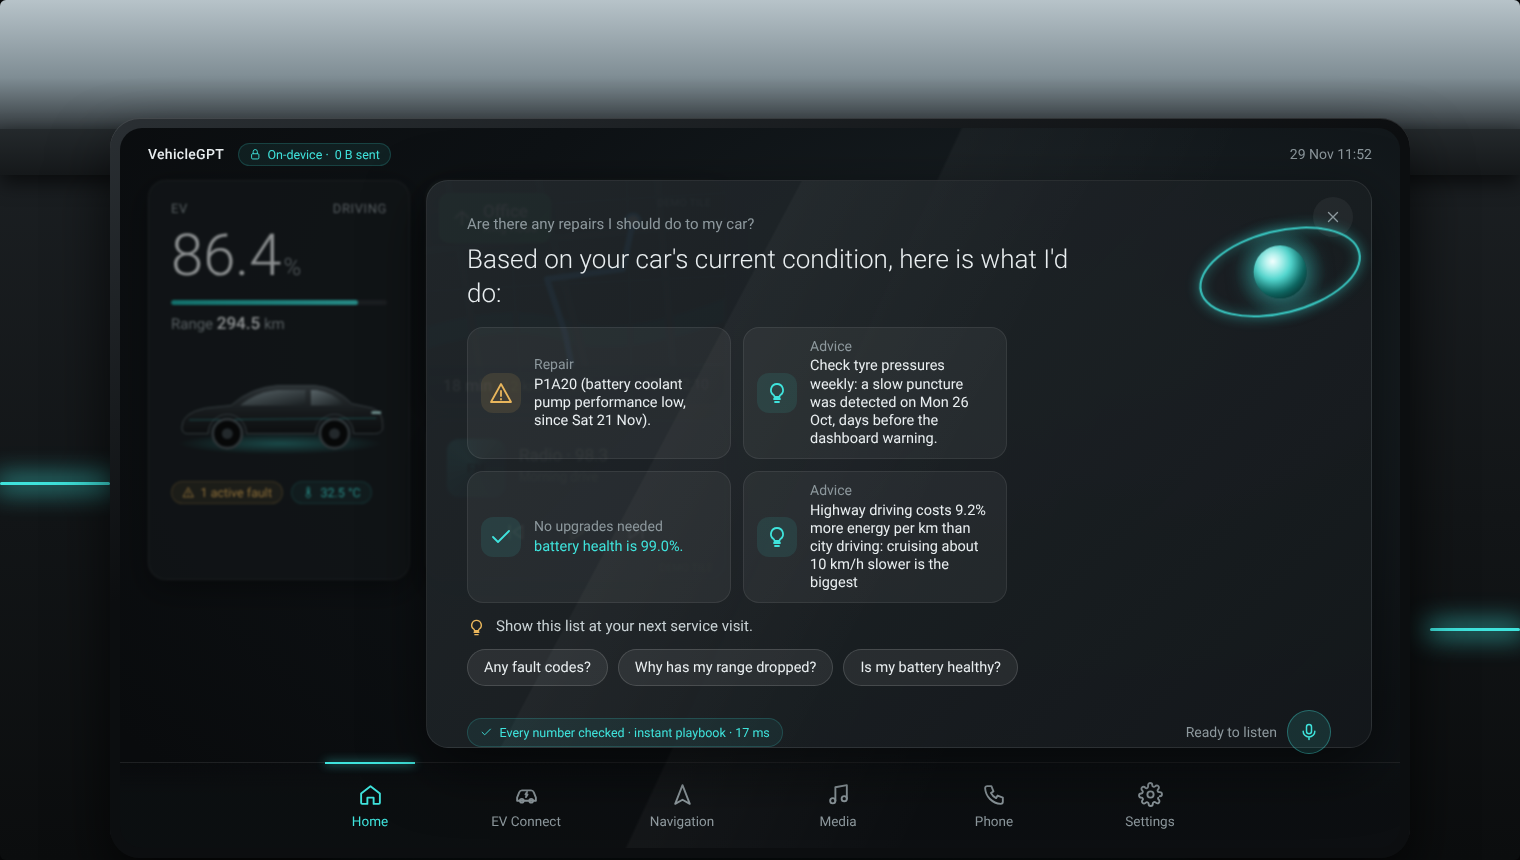 VehicleGPT
On-device · 0 B sent
29 Nov 11:52
EV
DRIVING
86.4%
Range 294.5 km
1 active fault
32.5 °C
Are there any repairs I should do to my car?
Based on your car's current condition, here is what I'd
do:
Repair
P1A20 (battery coolant
pump performance low,
since Sat 21 Nov).
Advice
Check tyre pressures
weekly: a slow puncture
was detected on Mon 26
Oct, days before the
dashboard warning.
No upgrades needed
battery health is 99.0%.
Advice
Highway driving costs 9.2%
more energy per km than
city driving: cruising about
10 km/h slower is the
biggest
Show this list at your next service visit.
Any fault codes?
Why has my range dropped?
Is my battery healthy?
Every number checked · instant playbook · 17 ms
Ready to listen
Home
EV Connect
Navigation
Media
Phone
Settings